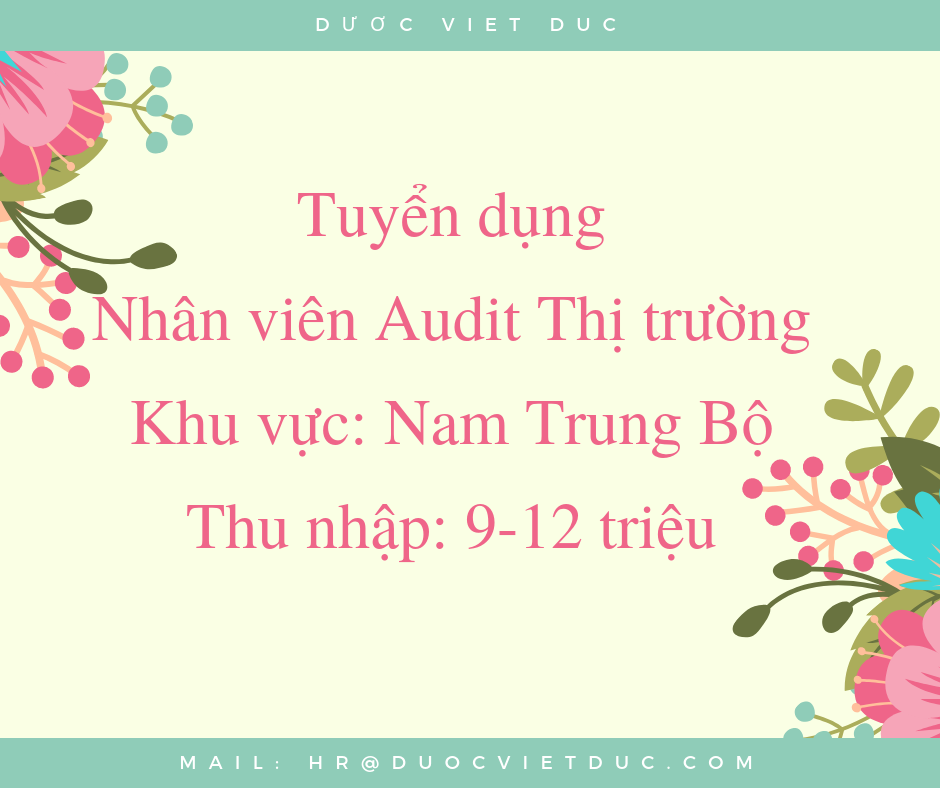 DƯƠC VIET DUC
Tuyển dụng
Nhân viên Audit Thị trường
Khu vực: Nam Trung Bộ
Thu nhập: 9-12 triệu
MAIL: HR@DUOCVIETDUC.COM